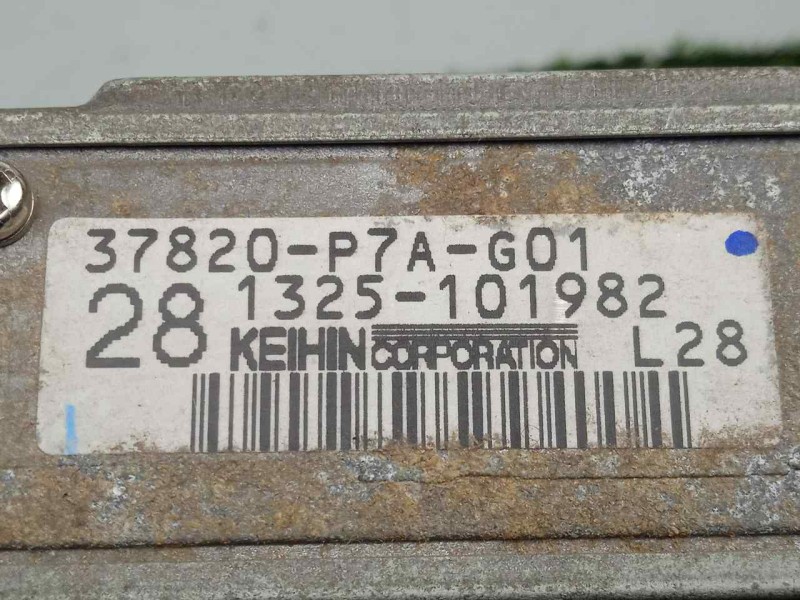 37820-P7A-G01
28 1325-101982
KEIHIN CORPORATION L28